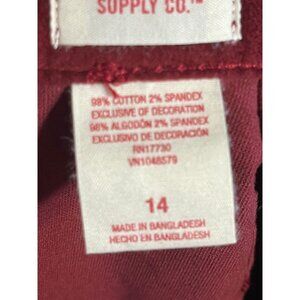 SUPPLY CO.™
98% COTTON 2% SPANDEX
EXCLUSIVE OF DECORATION
98% ALGODÓN 2% SPANDEX
EXCLUSIVO DE DECORACIÓN
RN17730
VN1048579
14
MADE IN BANGLADESH
HECHO EN BANGLADESH